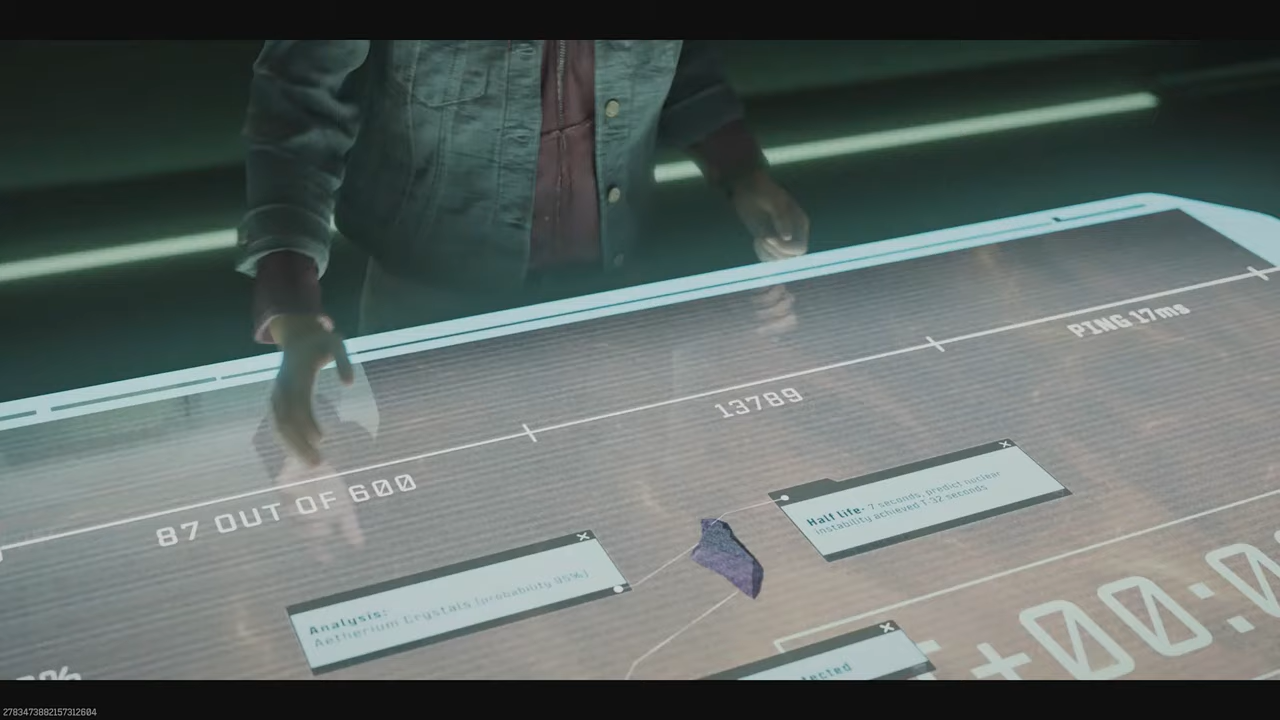 PING 17ms
13789
87 OUT OF 600
Half life- 7 seconds, predict nuclear
instability achieved T-32 seconds
Analysis:
Aetherium Crystals (probability 95%)
2783473882157312604